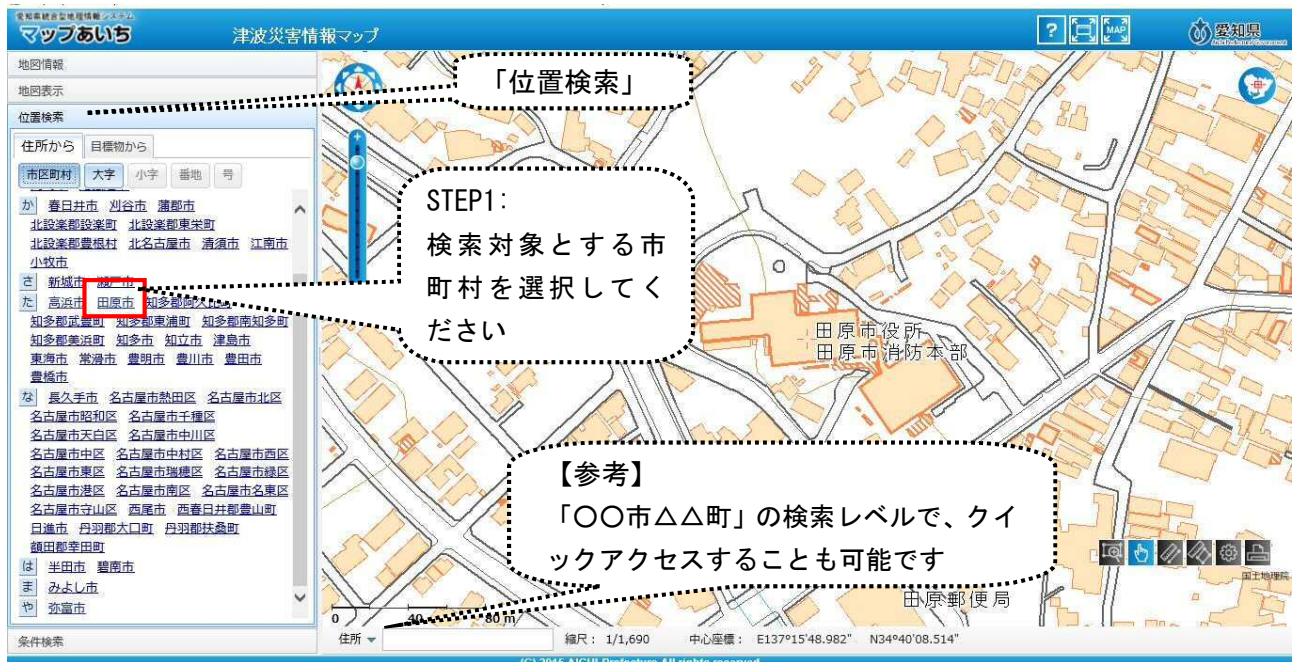 愛知県統合型地理情報システム
マップあいち
津波災害情報マップ
?
MAP
愛知県
地図情報
地図表示
位置検索
「位置検索」
住所から 目標物から
市区町村 大字 小字 番地 号
か 春日井市 刈谷市 蒲郡市
北設楽郡設楽町 北設楽郡東栄町
北設楽郡豊根村 北名古屋市 清須市 江南市
小牧市
さ 新城市 瀬戸市
た 高浜市 田原市 知多郡阿久比町
知多郡武豊町 知多郡東浦町 知多郡南知多町
知多郡美浜町 知多市 知立市 津島市
東海市 常滑市 豊明市 豊川市 豊田市
豊橋市
な 長久手市 名古屋市熱田区 名古屋市北区
名古屋市昭和区 名古屋市千種区
名古屋市天白区 名古屋市中川区
名古屋市中区 名古屋市中村区 名古屋市西区
名古屋市東区 名古屋市瑞穂区 名古屋市緑区
名古屋市港区 名古屋市南区 名古屋市名東区
名古屋市守山区 西尾市 西春日井郡豊山町
日進市 丹羽郡大口町 丹羽郡扶桑町
額田郡幸田町
は 半田市 碧南市
ま みよし市
や 弥富市
条件検索
STEP1:
検索対象とする市
町村を選択してく
ださい
田原市役所
田原市消防本部
【参考】
「〇〇市△△町」の検索レベルで、クイ
ックアクセスすることも可能です
国土地理院
田原郵便局
0 40 80 m
住所 縮尺: 1/1,690 中心座標: E137°15'48.982" N34°40'08.514"
(C) 2016 AICHI Prefecture All rights reserved